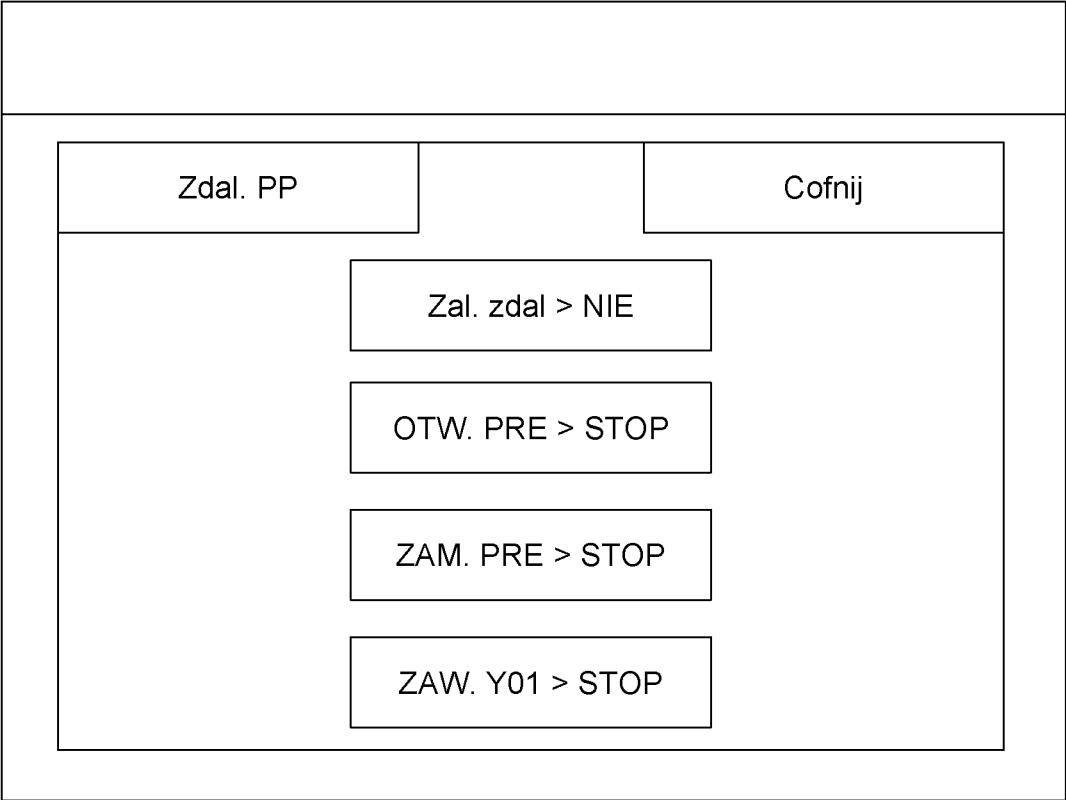 Zdal. PP
Cofnij
Zal. zdal > NIE
OTW. PRE > STOP
ZAM. PRE > STOP
ZAW. Y01 > STOP